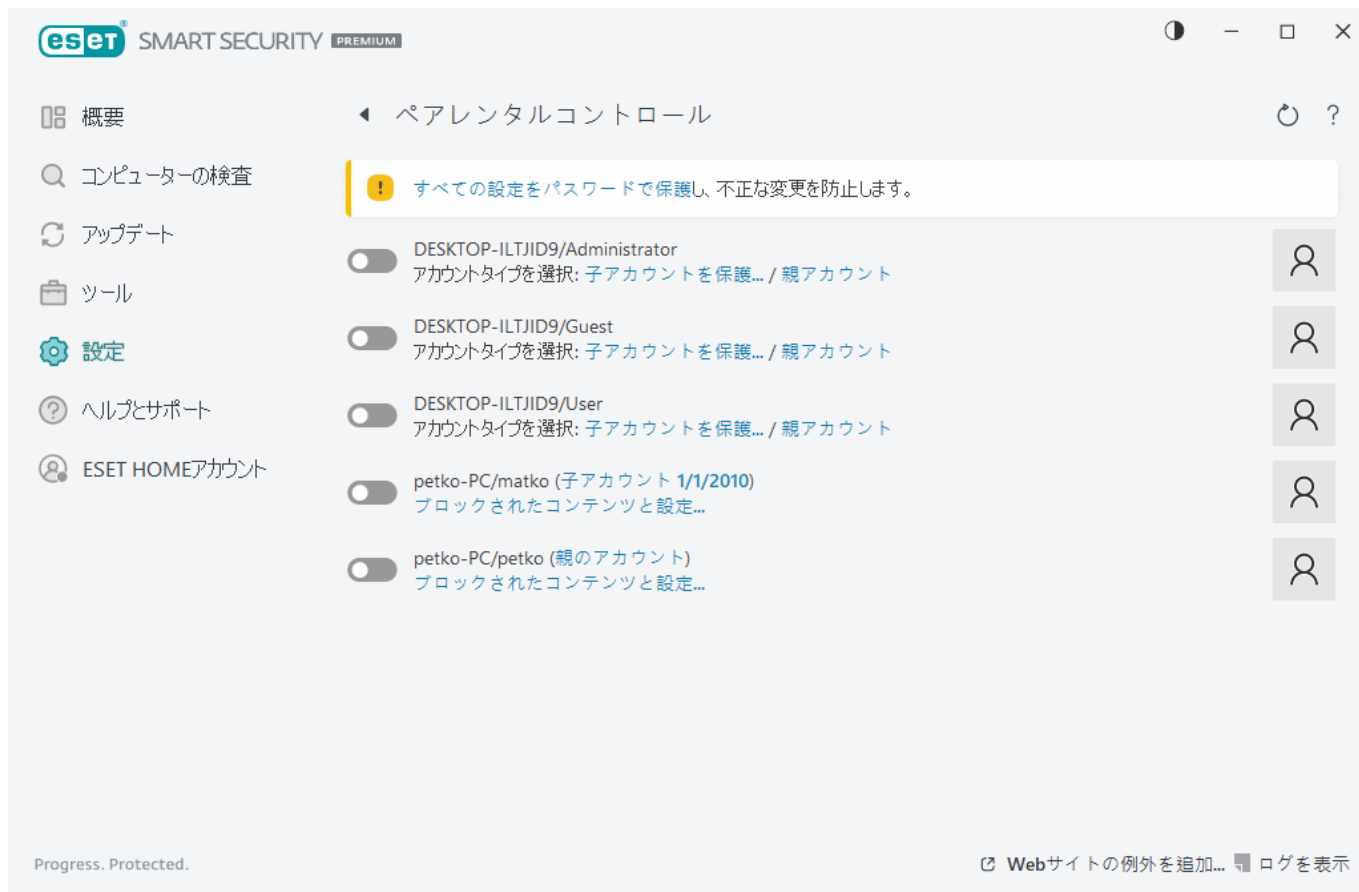 eset® SMART SECURITY PREMIUM
概要
コンピューターの検査
アップデート
ツール
設定
ヘルプとサポート
ESET HOMEアカウント
ペアレンタルコントロール
?
! すべての設定をパスワードで保護し、不正な変更を防止します。
DESKTOP-ILTJID9/Administrator
アカウントタイプを選択: 子アカウントを保護... / 親アカウント
DESKTOP-ILTJID9/Guest
アカウントタイプを選択: 子アカウントを保護... / 親アカウント
DESKTOP-ILTJID9/User
アカウントタイプを選択: 子アカウントを保護... / 親アカウント
petko-PC/matko (子アカウント 1/1/2010)
ブロックされたコンテンツと設定...
petko-PC/petko (親のアカウント)
ブロックされたコンテンツと設定...
Progress. Protected.
Webサイトの例外を追加... ログを表示